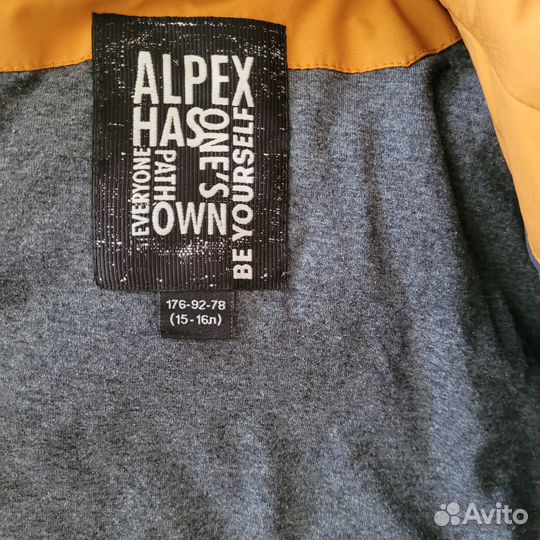 ALPEX
HAS
ONE'S
EVERYONE
PATH
OWN
BE YOURSELF
176-92-78
(15-16л)
Avito